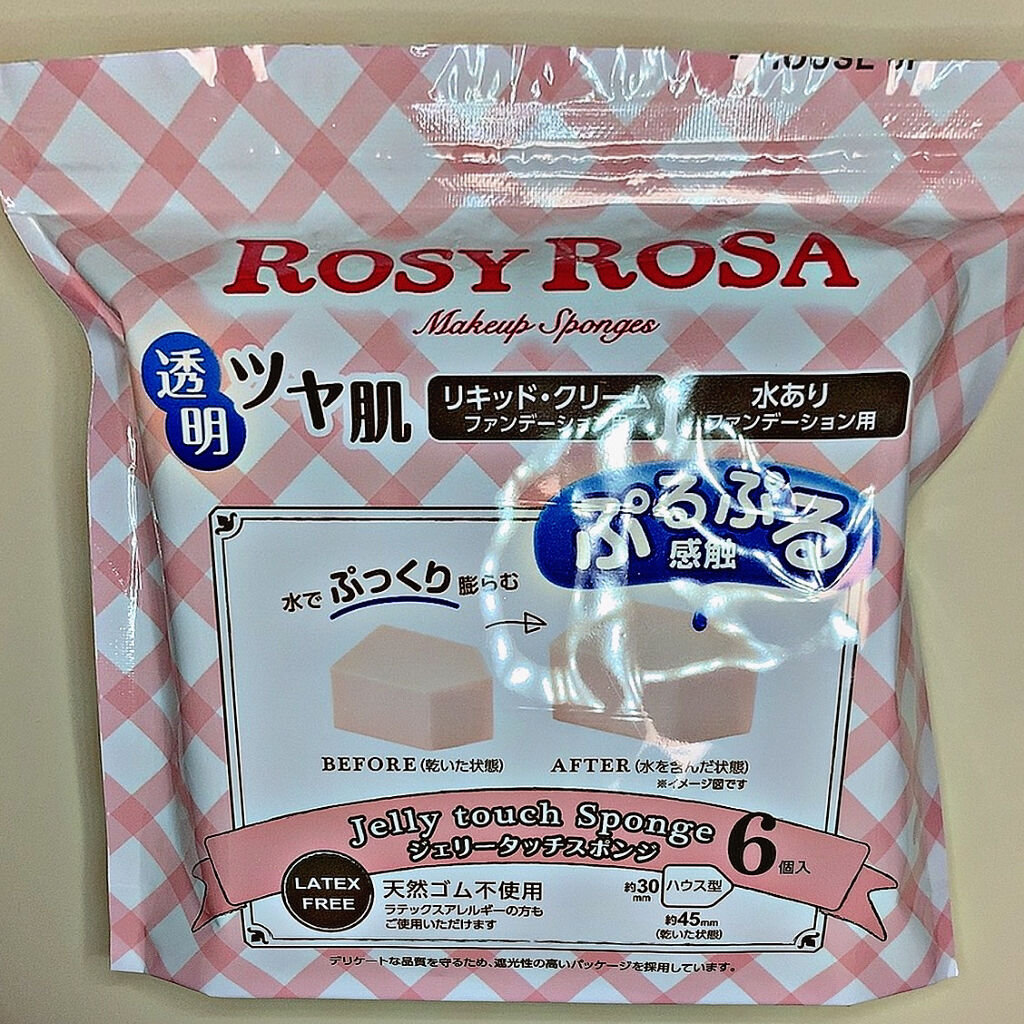 HOUSE
ROSY ROSA
Makeup Sponges
透明
ツヤ肌
リキッド・クリーム
ファンデーション用
水あり
ファンデーション用
ぷるぷる
感触
水でぷっくり膨らむ
BEFORE(乾いた状態)
AFTER(水を含んだ状態)
※イメージ図です
Jelly touch Sponge
ジェリータッチスポンジ
6個入
LATEX
FREE
天然ゴム不使用
ラテックスアレルギーの方も
ご使用いただけます
約30
mm
ハウス型
約45mm
(乾いた状態)
デリケートな品質を守るため、遮光性の高いパッケージを採用しています。